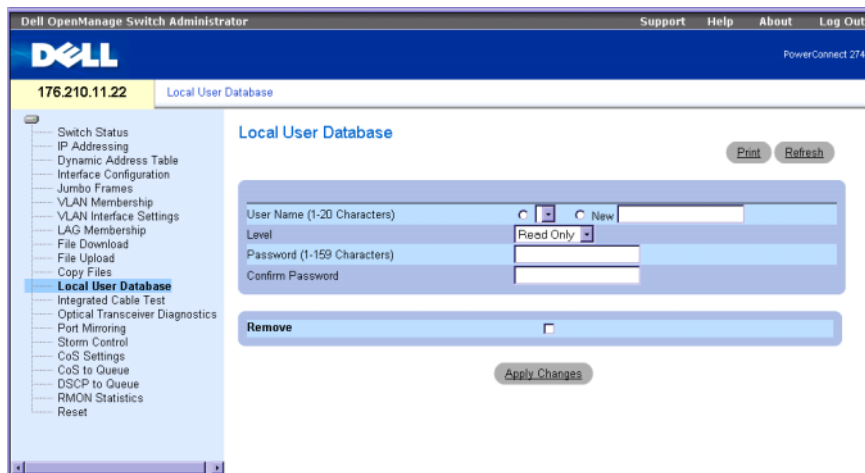 Dell OpenManage Switch Administrator Support Help About Log Out
DELL
PowerConnect 274
176.210.11.22 Local User Database
Switch Status
IP Addressing
Dynamic Address Table
Interface Configuration
Jumbo Frames
VLAN Membership
VLAN Interface Settings
LAG Membership
File Download
File Upload
Copy Files
Local User Database
Integrated Cable Test
Optical Transceiver Diagnostics
Port Mirroring
Storm Control
CoS Settings
CoS to Queue
DSCP to Queue
RMON Statistics
Reset
Local User Database
Print Refresh
User Name (1-20 Characters) New
Level Read Only
Password (1-159 Characters)
Confirm Password
Remove
Apply Changes